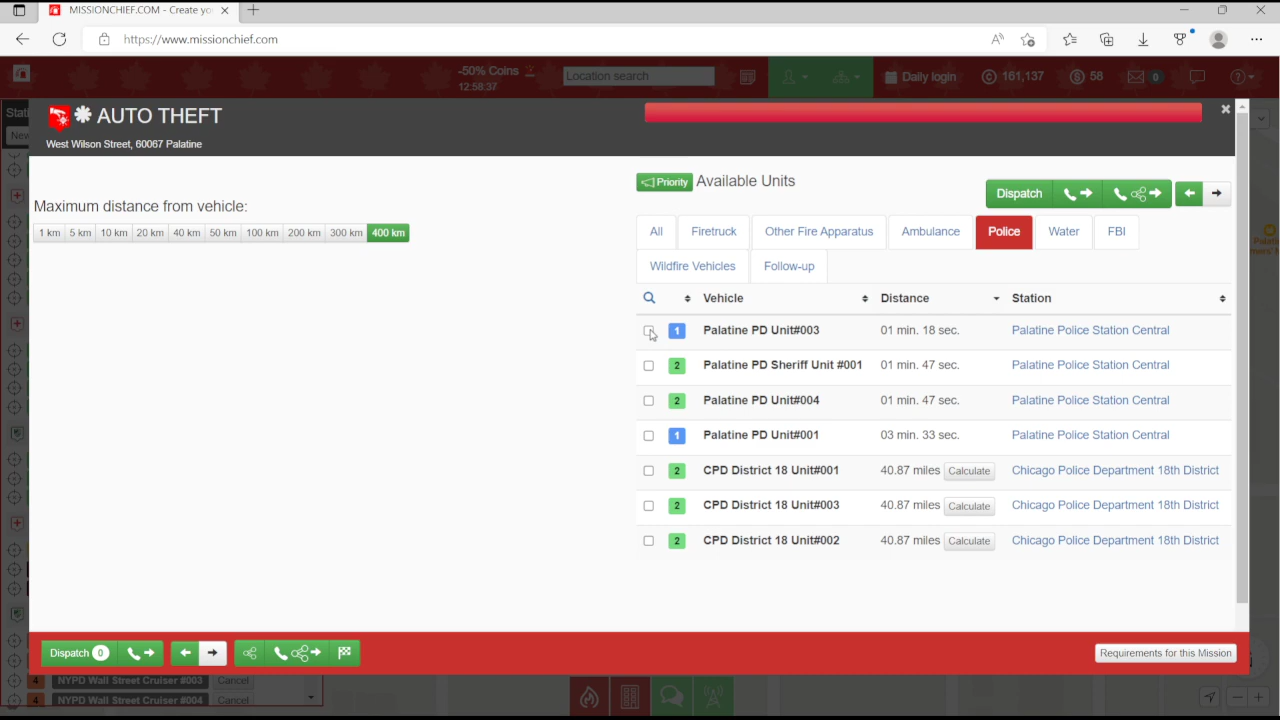 MISSIONCHIEF.COM - Create yo
https://www.missionchief.com
-50% Coins
12:58:37
Location search
Daily login
161,137
58
0
AUTO THEFT
West Wilson Street, 60067 Palatine
Maximum distance from vehicle:
1 km 5 km 10 km 20 km 40 km 50 km 100 km 200 km 300 km 400 km
Priority Available Units
Dispatch
All Firetruck Other Fire Apparatus Ambulance Police Water FBI
Wildfire Vehicles Follow-up
Vehicle Distance Station
1 Palatine PD Unit#003 01 min. 18 sec. Palatine Police Station Central
2 Palatine PD Sheriff Unit #001 01 min. 47 sec. Palatine Police Station Central
2 Palatine PD Unit#004 01 min. 47 sec. Palatine Police Station Central
1 Palatine PD Unit#001 03 min. 33 sec. Palatine Police Station Central
2 CPD District 18 Unit#001 40.87 miles Calculate Chicago Police Department 18th District
2 CPD District 18 Unit#003 40.87 miles Calculate Chicago Police Department 18th District
2 CPD District 18 Unit#002 40.87 miles Calculate Chicago Police Department 18th District
Dispatch 0
Requirements for this Mission
4 NYPD Wall Street Cruiser #003 Cancel
4 NYPD Wall Street Cruiser #004 Cancel